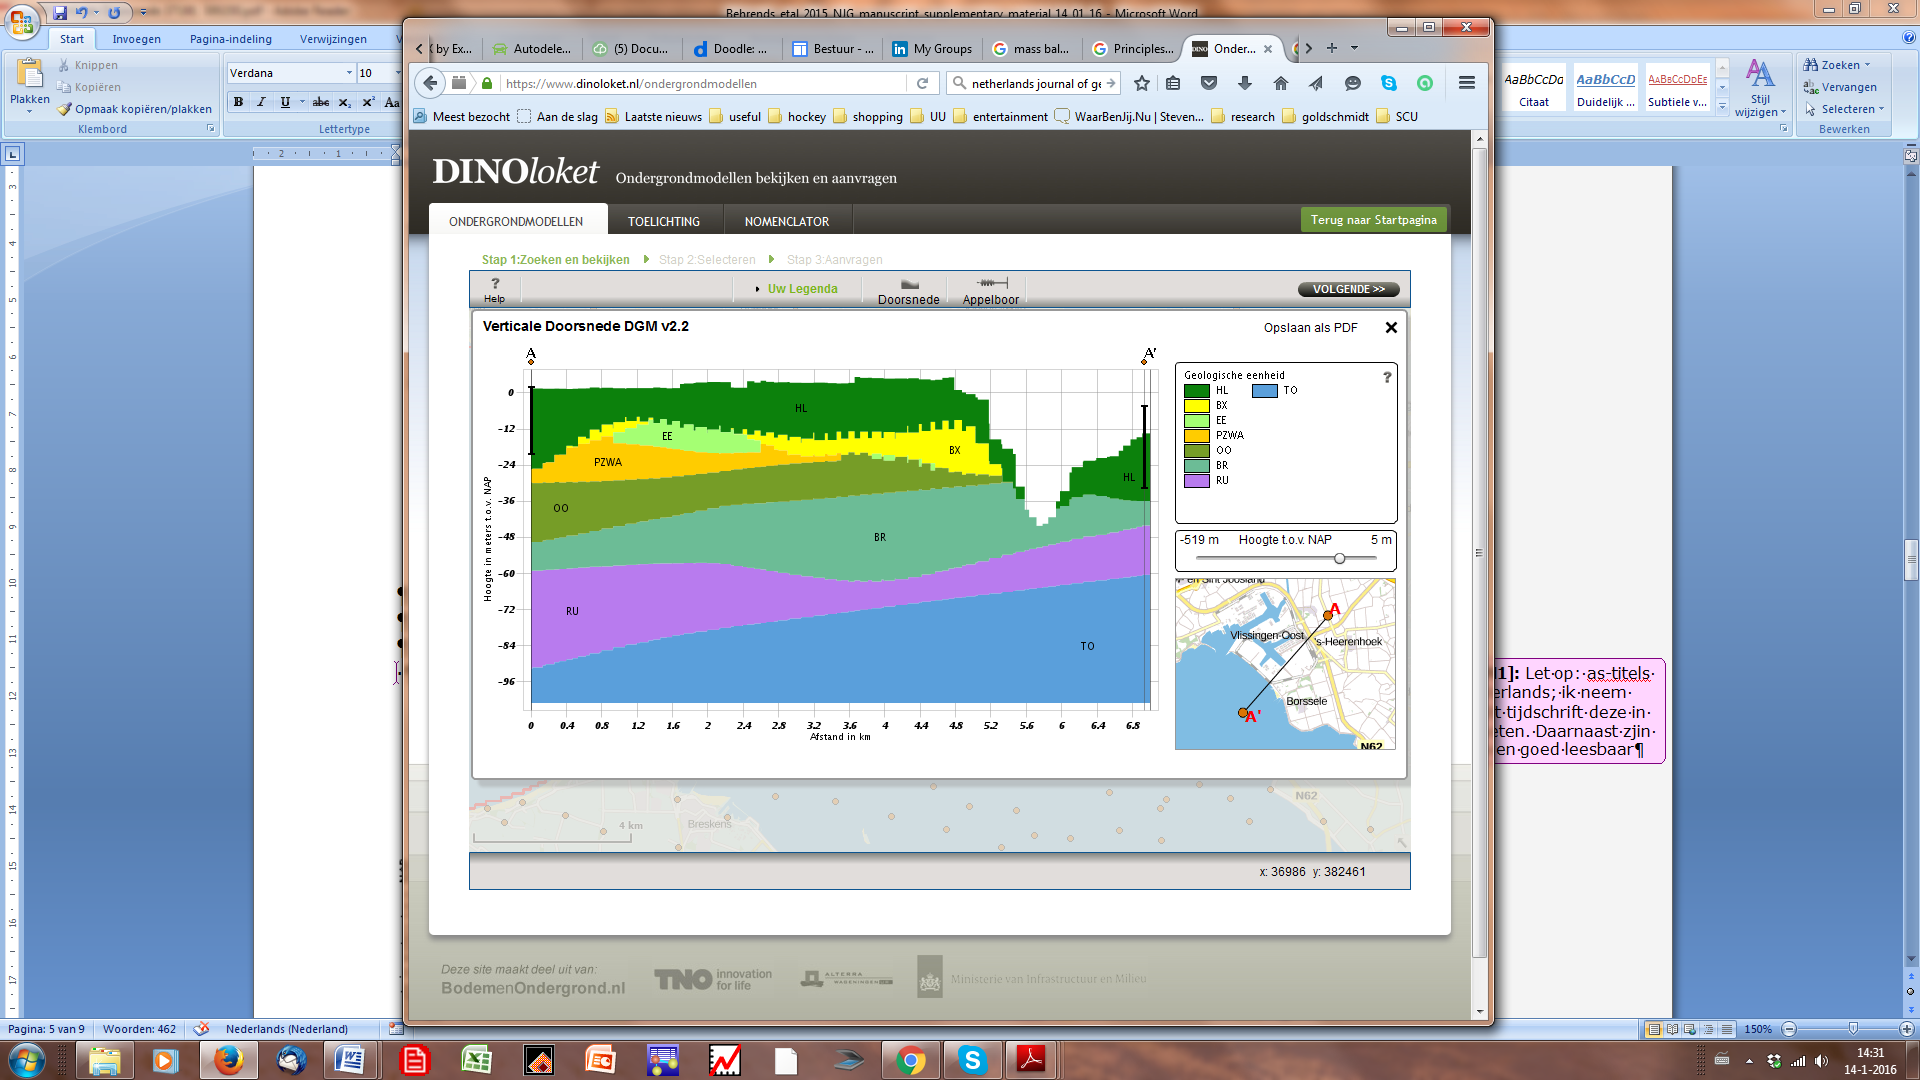 Behrends_etal_2015_NJG_manuscript_supplementary_material_14_01_16 - Microsoft Word
Start
Invoegen
Pagina-indeling
Verwijzingen
Plakken
Knippen
Kopiëren
Opmaak kopiëren/plakken
Klembord
Verdana
10
Lettertype
AaBbCcDd
Citaat
AaBbCcD
Duidelijk ...
AaBbCcDdEe
Subtiele v...
Stijl wijzigen
Zoeken
Vervangen
Selecteren
Bewerken
by Ex...
Autodele...
(5) Docu...
Doodle: ...
Bestuur - ...
My Groups
mass bal...
Principles...
Onder...
https://www.dinoloket.nl/ondergrondmodellen
netherlands journal of ge
Meest bezocht
Aan de slag
Laatste nieuws
useful
hockey
shopping
UU
entertainment
WaarBenJij.Nu | Steven...
research
goldschmidt
SCU
DINOloket
Ondergrondmodellen bekijken en aanvragen
ONDERGRONDMODELLEN
TOELICHTING
NOMENCLATOR
Terug naar Startpagina
Stap 1:Zoeken en bekijken
Stap 2:Selecteren
Stap 3:Aanvragen
? Help
Uw Legenda
Doorsnede
Appelboor
VOLGENDE >>
Verticale Doorsnede DGM v2.2
Opslaan als PDF
A
A'
Hoogte in meters t.o.v. NAP
0
-12
-24
-36
-48
-60
-72
-84
-96
HL
EE
PZWA
BX
OO
BR
HL
RU
TO
0 0.4 0.8 1.2 1.6 2 2.4 2.8 3.2 3.6 4 4.4 4.8 5.2 5.6 6 6.4 6.8
Afstand in km
Geologische eenheid
?
HL TO
BX
EE
PZWA
OO
BR
RU
-519 m Hoogte t.o.v. NAP 5 m
en Sint Joosland
A
Vlissingen-Oost
's-Heerenhoek
Borssele
A'
N62
4 km
Breskens
N62
x: 36986 y: 382461
Deze site maakt deel uit van:
BodemenOndergrond.nl
TNO innovation for life
ALTERRA
WAGENINGEN UR
Ministerie van Infrastructuur en Milieu
1]: Let·op:·as-titels·
erlands;·ik·neem·
t·tijdschrift·deze·in·
eten.·Daarnaast·zjin·
en·goed·leesbaar¶
Pagina: 5 van 9
Woorden: 462
Nederlands (Nederland)
150%
14:31
14-1-2016